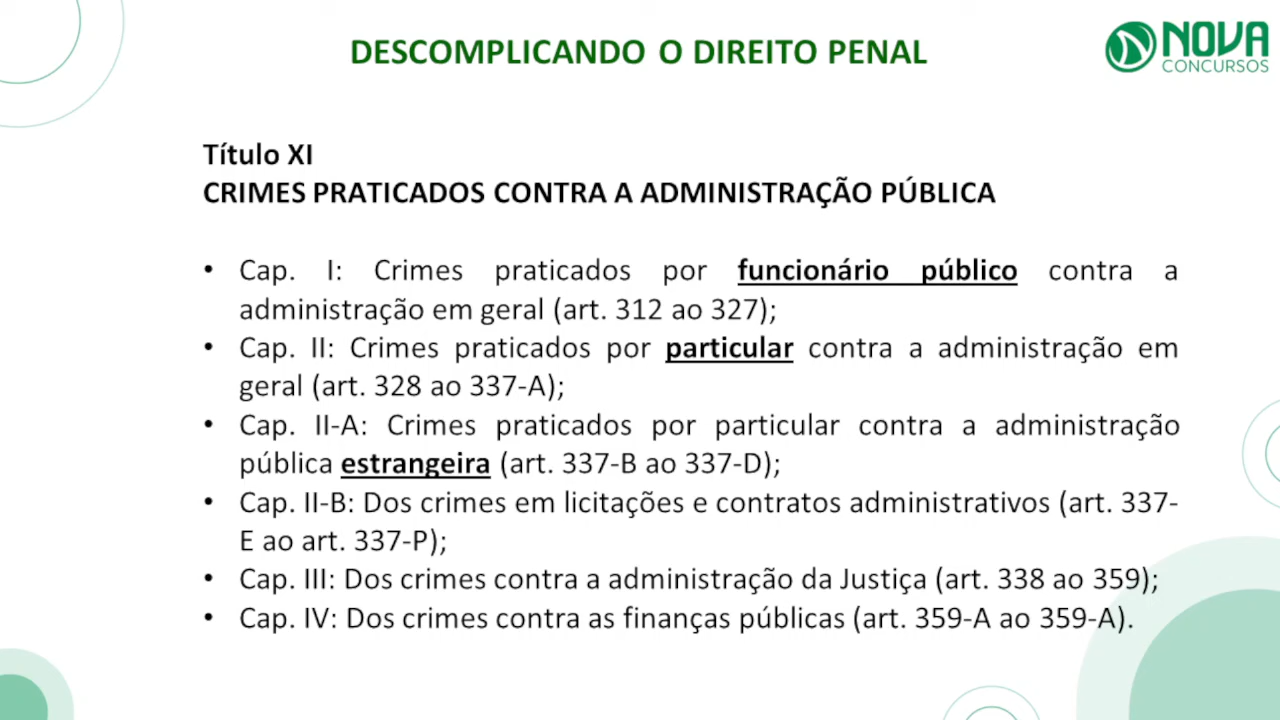 DESCOMPLICANDO O DIREITO PENAL
NOVA
CONCURSOS
Título XI
CRIMES PRATICADOS CONTRA A ADMINISTRAÇÃO PÚBLICA
• Cap. I: Crimes praticados por funcionário público contra a
administração em geral (art. 312 ao 327);
• Cap. II: Crimes praticados por particular contra a administração em
geral (art. 328 ao 337-A);
• Cap. II-A: Crimes praticados por particular contra a administração
pública estrangeira (art. 337-B ao 337-D);
• Cap. II-B: Dos crimes em licitações e contratos administrativos (art. 337-
E ao art. 337-P);
• Cap. III: Dos crimes contra a administração da Justiça (art. 338 ao 359);
• Cap. IV: Dos crimes contra as finanças públicas (art. 359-A ao 359-A).